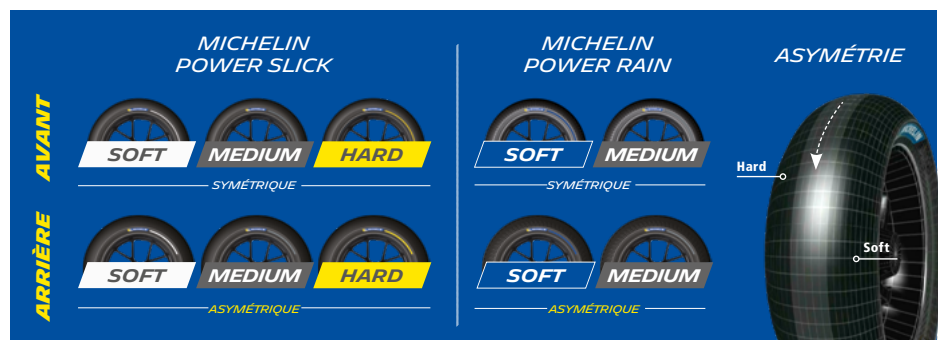 MICHELIN
POWER SLICK
MICHELIN
POWER RAIN
ASYMÉTRIE
AVANT
SOFT
MEDIUM
HARD
SYMÉTRIQUE
SOFT
MEDIUM
SYMÉTRIQUE
ARRIÈRE
SOFT
MEDIUM
HARD
ASYMÉTRIQUE
SOFT
MEDIUM
ASYMÉTRIQUE
Hard
Soft